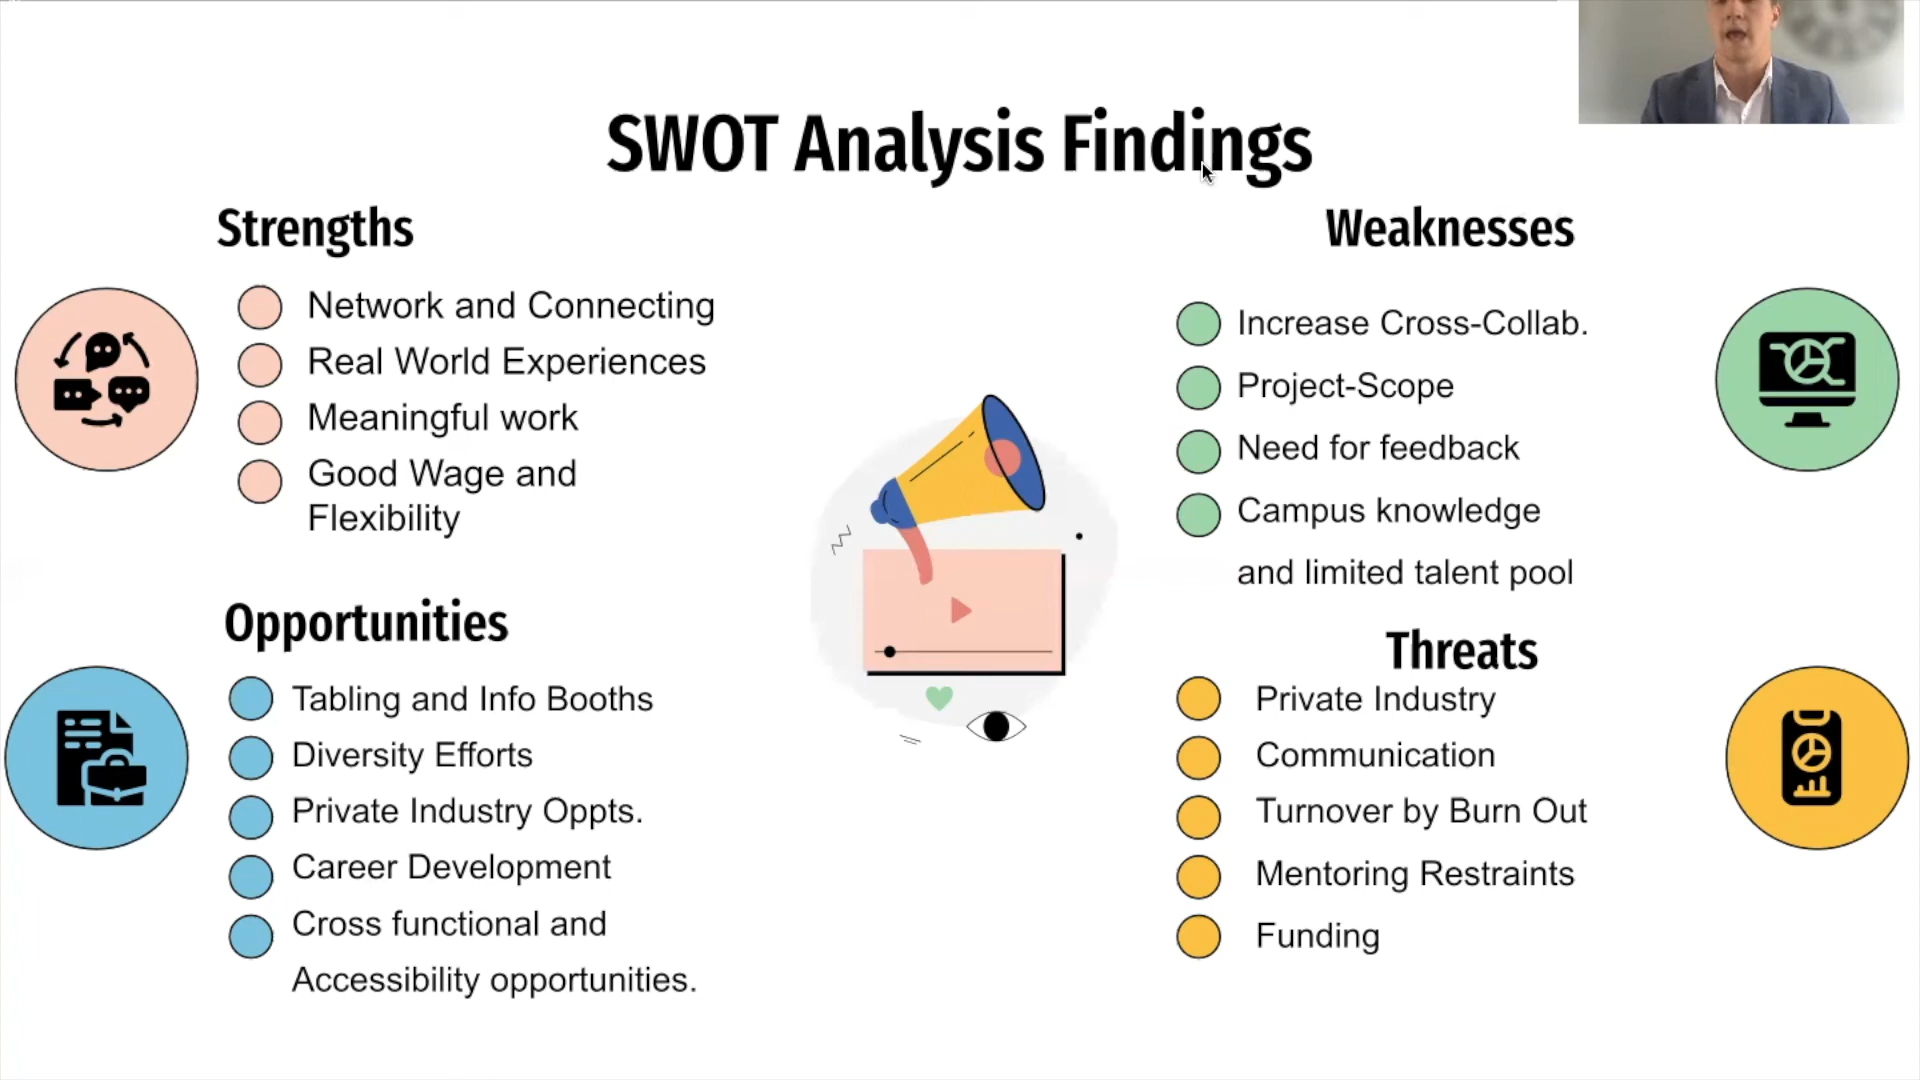 SWOT Analysis Findings
Strengths
Network and Connecting
Real World Experiences
Meaningful work
Good Wage and
Flexibility
Weaknesses
Increase Cross-Collab.
Project-Scope
Need for feedback
Campus knowledge
and limited talent pool
Opportunities
Tabling and Info Booths
Diversity Efforts
Private Industry Oppts.
Career Development
Cross functional and
Accessibility opportunities.
Threats
Private Industry
Communication
Turnover by Burn Out
Mentoring Restraints
Funding